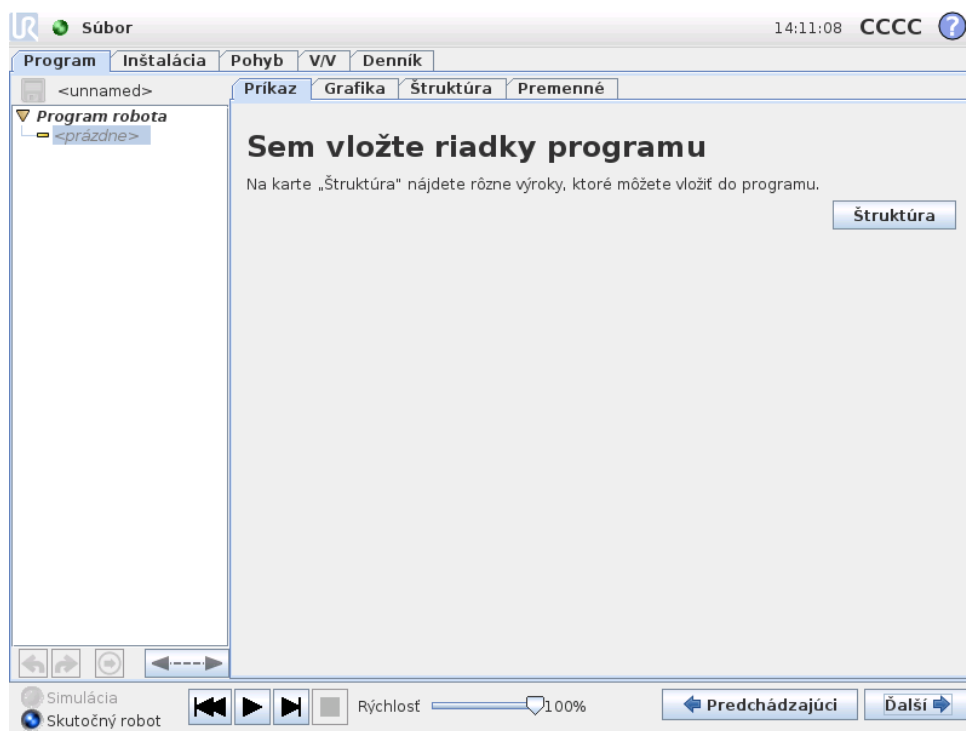 UR Súbor 14:11:08 CCCC ?
Program Inštalácia Pohyb V/V Denník
<unnamed> Príkaz Grafika Štruktúra Premenné
Program robota
<prázdne>
Sem vložte riadky programu
Na karte „Štruktúra" nájdete rôzne výroky, ktoré môžete vložiť do programu.
Štruktúra
Simulácia
Skutočný robot
Rýchlosť 100% Predchádzajúci Ďalší